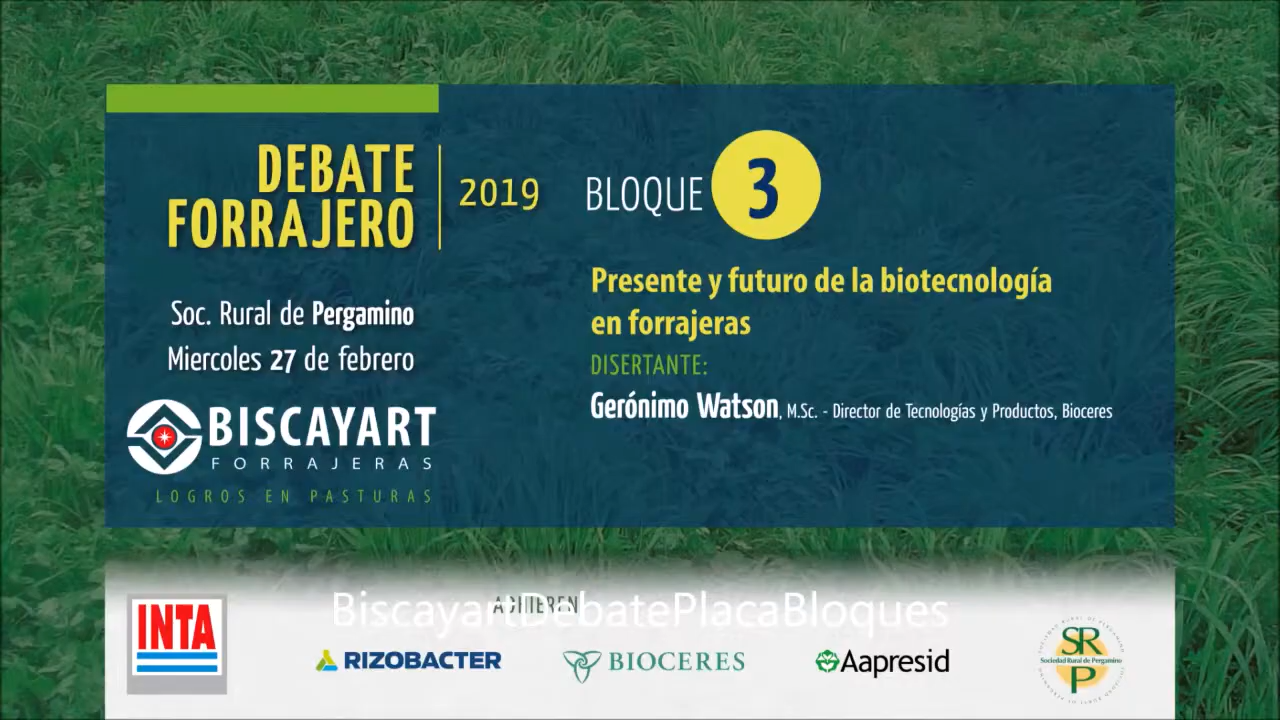 DEBATE
FORRAJERO
2019
Soc. Rural de Pergamino
Miercoles 27 de febrero
BISCAYART
FORRAJERAS
LOGROS EN PASTURAS
BLOQUE 3
Presente y futuro de la biotecnología
en forrajeras
DISERTANTE:
Gerónimo Watson, M.Sc. - Director de Tecnologías y Productos, Bioceres
ADHIEREN
BiscayartDebatePlacaBloques
INTA
RIZOBACTER
BIOCERES
Aapresid
SRP
Sociedad Rural de Pergamino